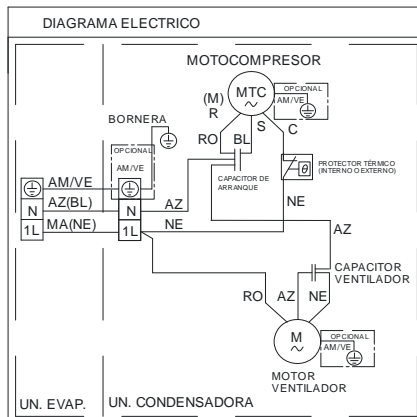 DIAGRAMA ELECTRICO
MOTOCOMPRESOR
MTC
OPCIONAL
AM/VE
(M)
R
S
C
RO
BL
BORNERA
OPCIONAL
AM/VE
CAPACITOR DE
ARRANQUE
PROTECTOR TÉRMICO
(INTERNO O EXTERNO)
θ
AM/VE
N
AZ(BL)
N
AZ
NE
1L
MA(NE)
1L
NE
AZ
CAPACITOR
VENTILADOR
RO
AZ
NE
M
OPCIONAL
AM/VE
MOTOR
VENTILADOR
UN. EVAP.
UN. CONDENSADORA